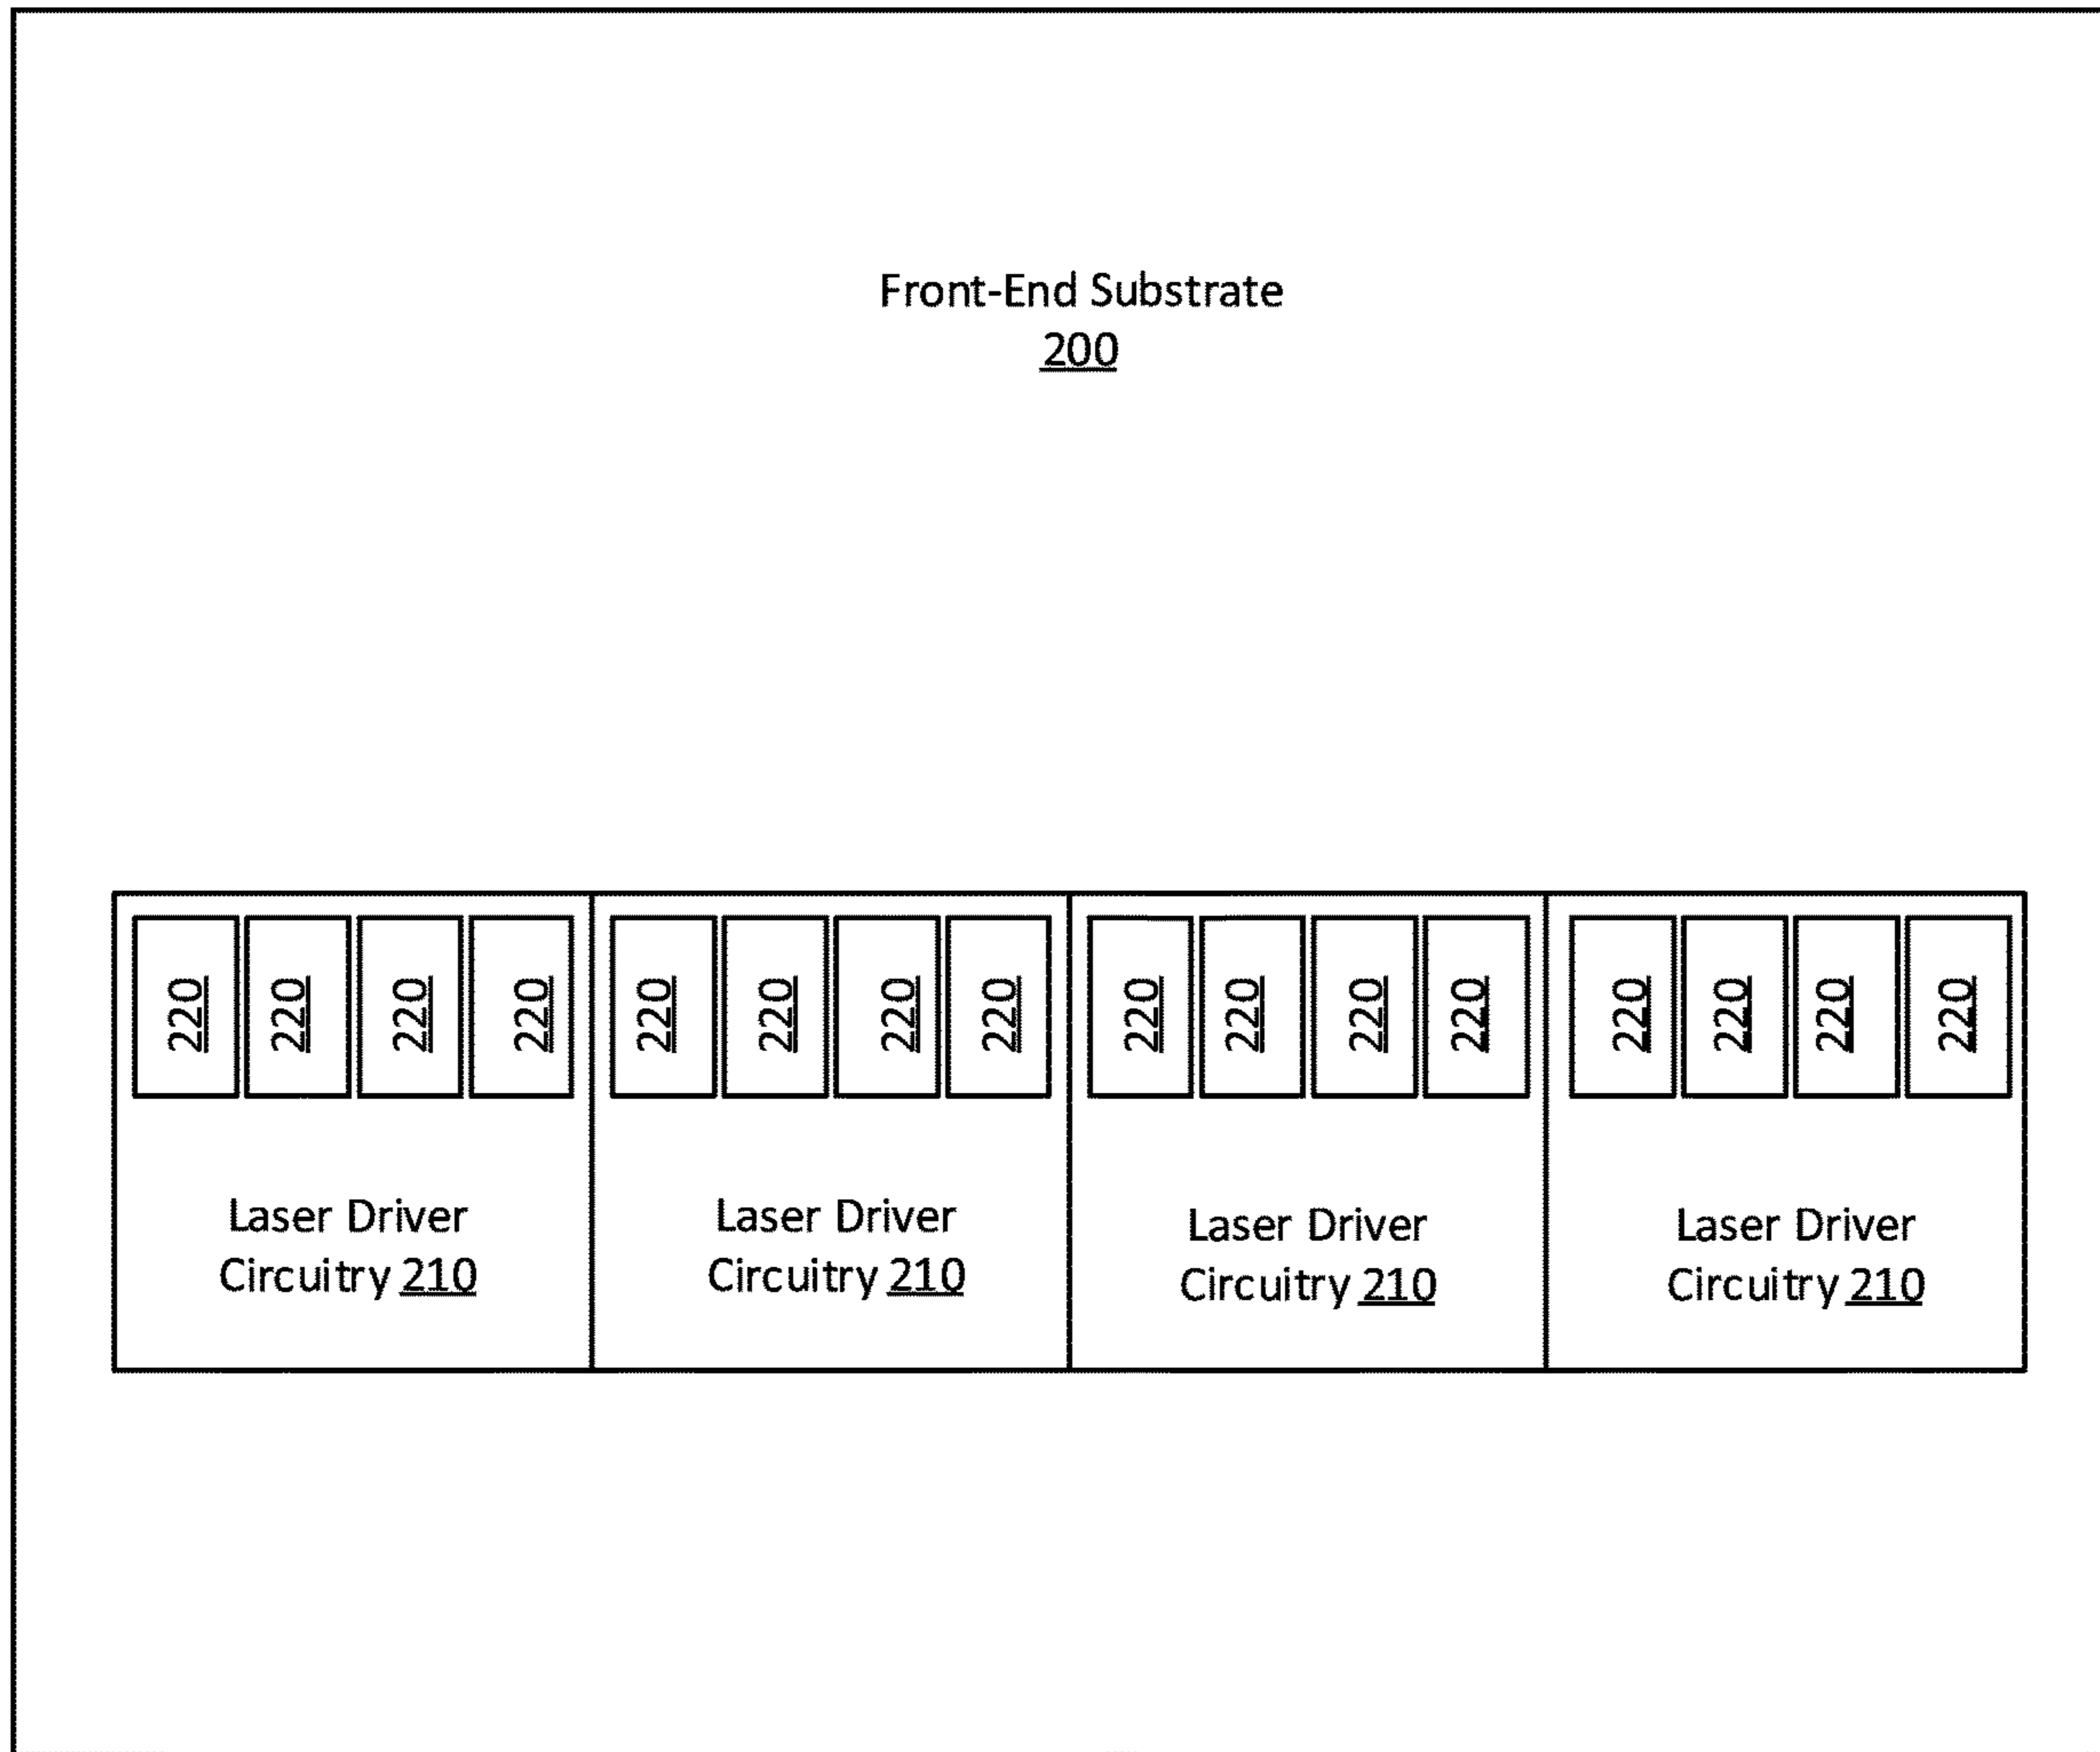 Front-End Substrate
200
220 220 220 220 220 220 220 220 220 220 220 220 220 220 220 220
Laser Driver Laser Driver Laser Driver Laser Driver
Circuitry 210 Circuitry 210 Circuitry 210 Circuitry 210